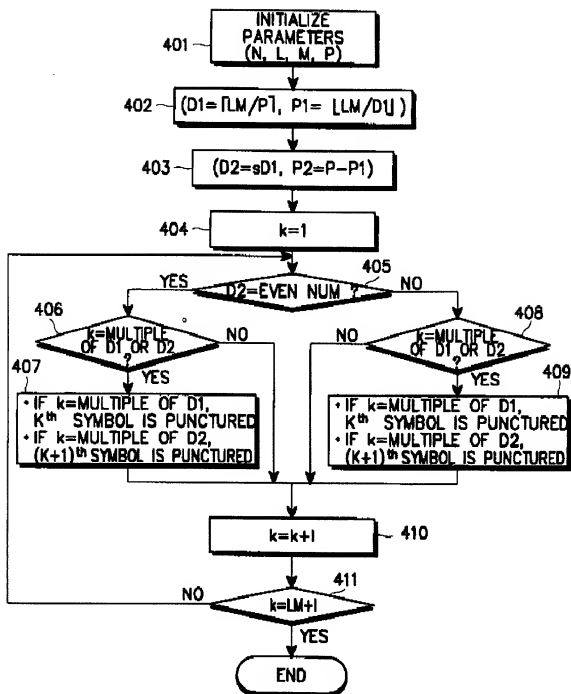 INITIALIZE
PARAMETERS
(N, L, M, P)
401
402
(D1=⌈LM/P⌉, P1= ⌊LM/D1⌋)
403
(D2=sD1, P2=P-P1)
404
k=1
405
YES
D2=EVEN NUM ?
NO
406
k=MULTIPLE
OF D1 OR D2
?
NO
YES
408
k=MULTIPLE
OF D1 OR D2
?
NO
YES
407
• IF k=MULTIPLE OF D1,
Kth SYMBOL IS PUNCTURED
• IF k=MULTIPLE OF D2,
(K+1)th SYMBOL IS PUNCTURED
409
• IF k=MULTIPLE OF D1,
Kth SYMBOL IS PUNCTURED
• IF k=MULTIPLE OF D2,
(K+1)th SYMBOL IS PUNCTURED
k=k+1
410
411
NO
k=LM+1
YES
END